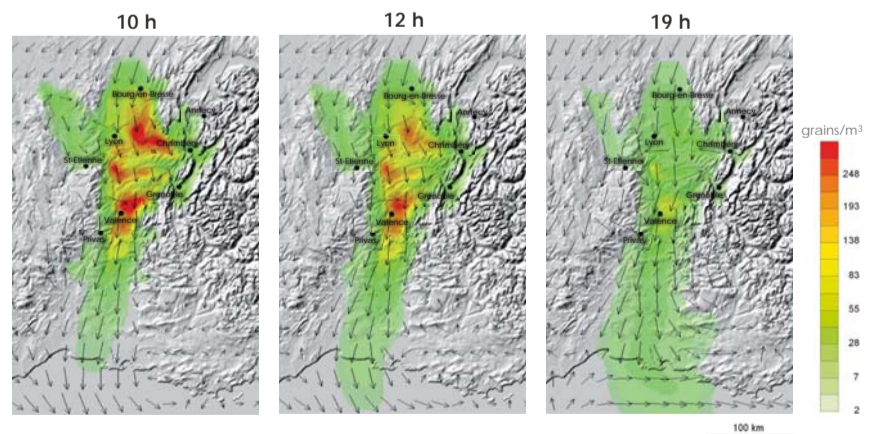 10 h
12 h
19 h
Bourg-en-Bresse
Annecy
Lyon
Chambéry
St-Etienne
Grenoble
Valence
Privas
Bourg-en-Bresse
Annecy
Lyon
Chambéry
St-Etienne
Grenoble
Valence
Privas
Bourg-en-Bresse
Annecy
Lyon
Chambéry
St-Etienne
Grenoble
Valence
Privas
grains/m³
248
193
138
83
55
28
7
2
100 km